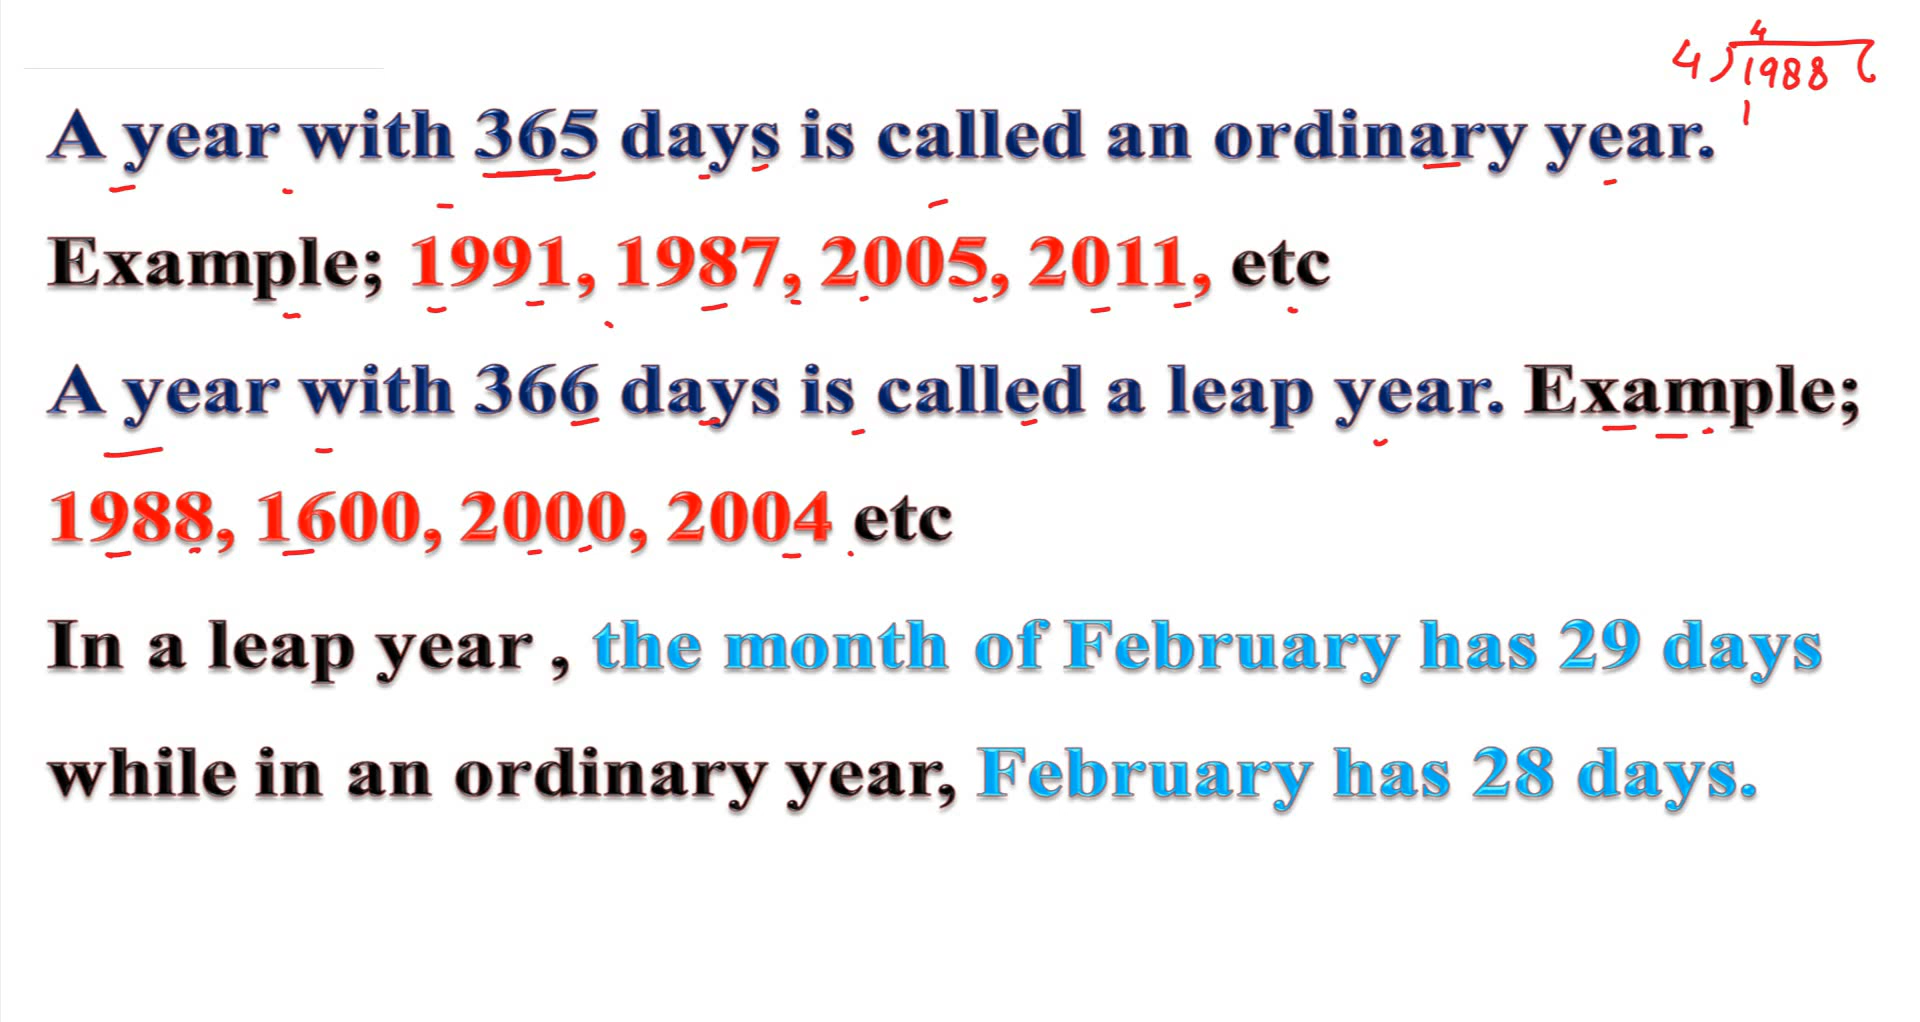 4
4 ) 1988 (
1
A year with 365 days is called an ordinary year.
Example; 1991, 1987, 2005, 2011, etc
A year with 366 days is called a leap year. Example;
1988, 1600, 2000, 2004 etc
In a leap year , the month of February has 29 days
while in an ordinary year, February has 28 days.